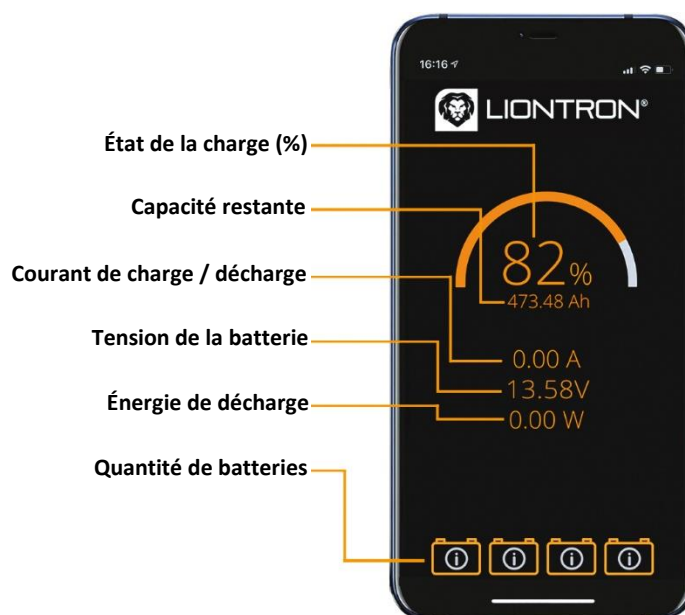 16:16
LIONTRON®
État de la charge (%)
Capacité restante
82%
473.48 Ah
Courant de charge / décharge
0.00 A
Tension de la batterie
13.58V
Énergie de décharge
0.00 W
Quantité de batteries